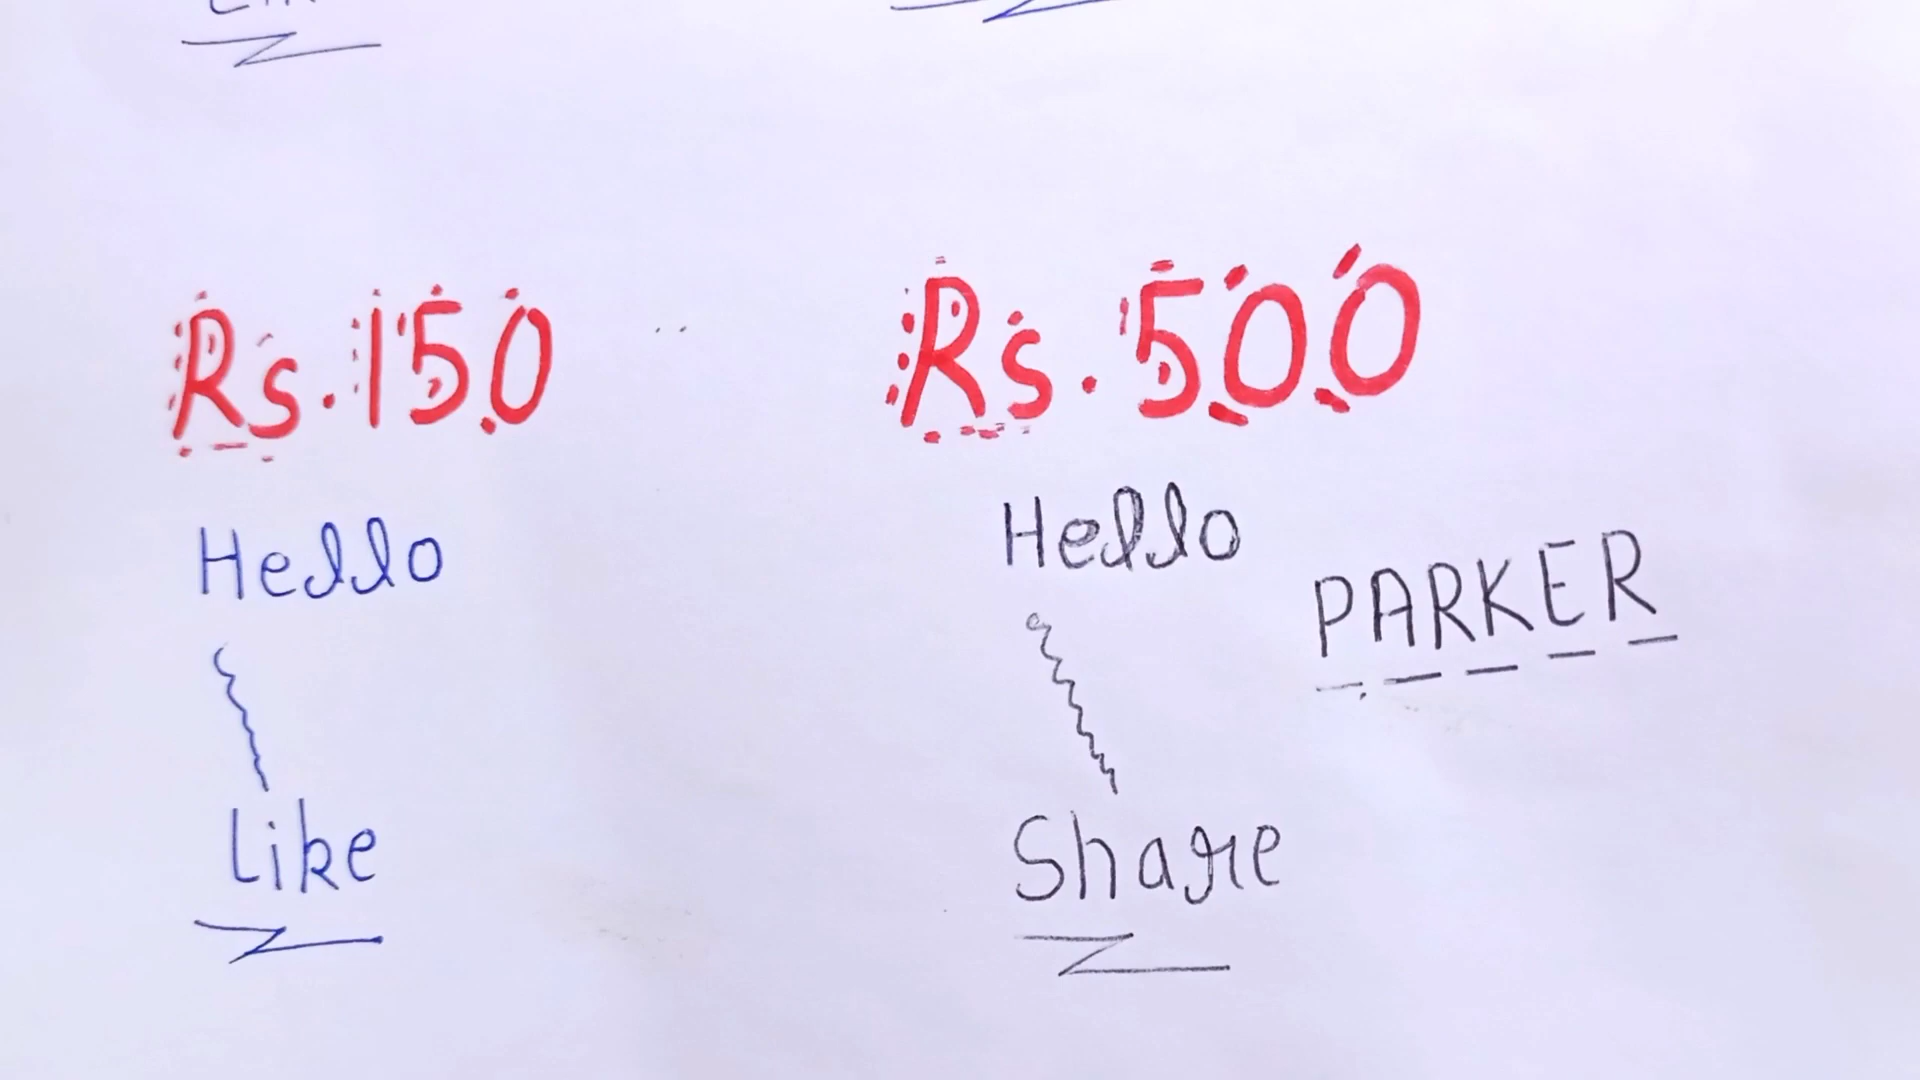 Rs.150
Hello
Like
Rs.500
Hello
PARKER
Share